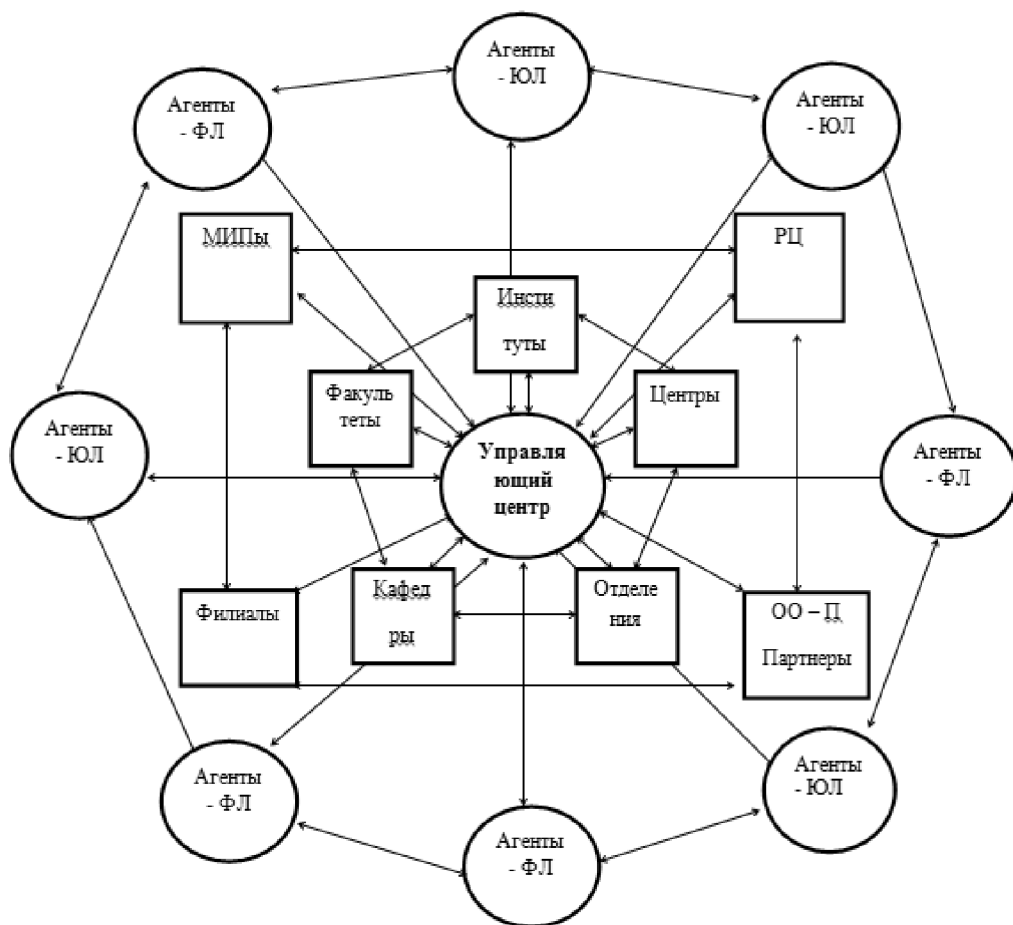 Агенты
- ЮЛ
Агенты
- ФЛ
Агенты
- ЮЛ
МИПы
РЦ
Инсти
туты
Факуль
теты
Центры
Агенты
- ЮЛ
Управля
ющий
центр
Агенты
- ФЛ
Филиалы
Кафед
ры
Отделе
ния
ОО – П
Партнеры
Агенты
- ФЛ
Агенты
- ФЛ
Агенты
- ЮЛ